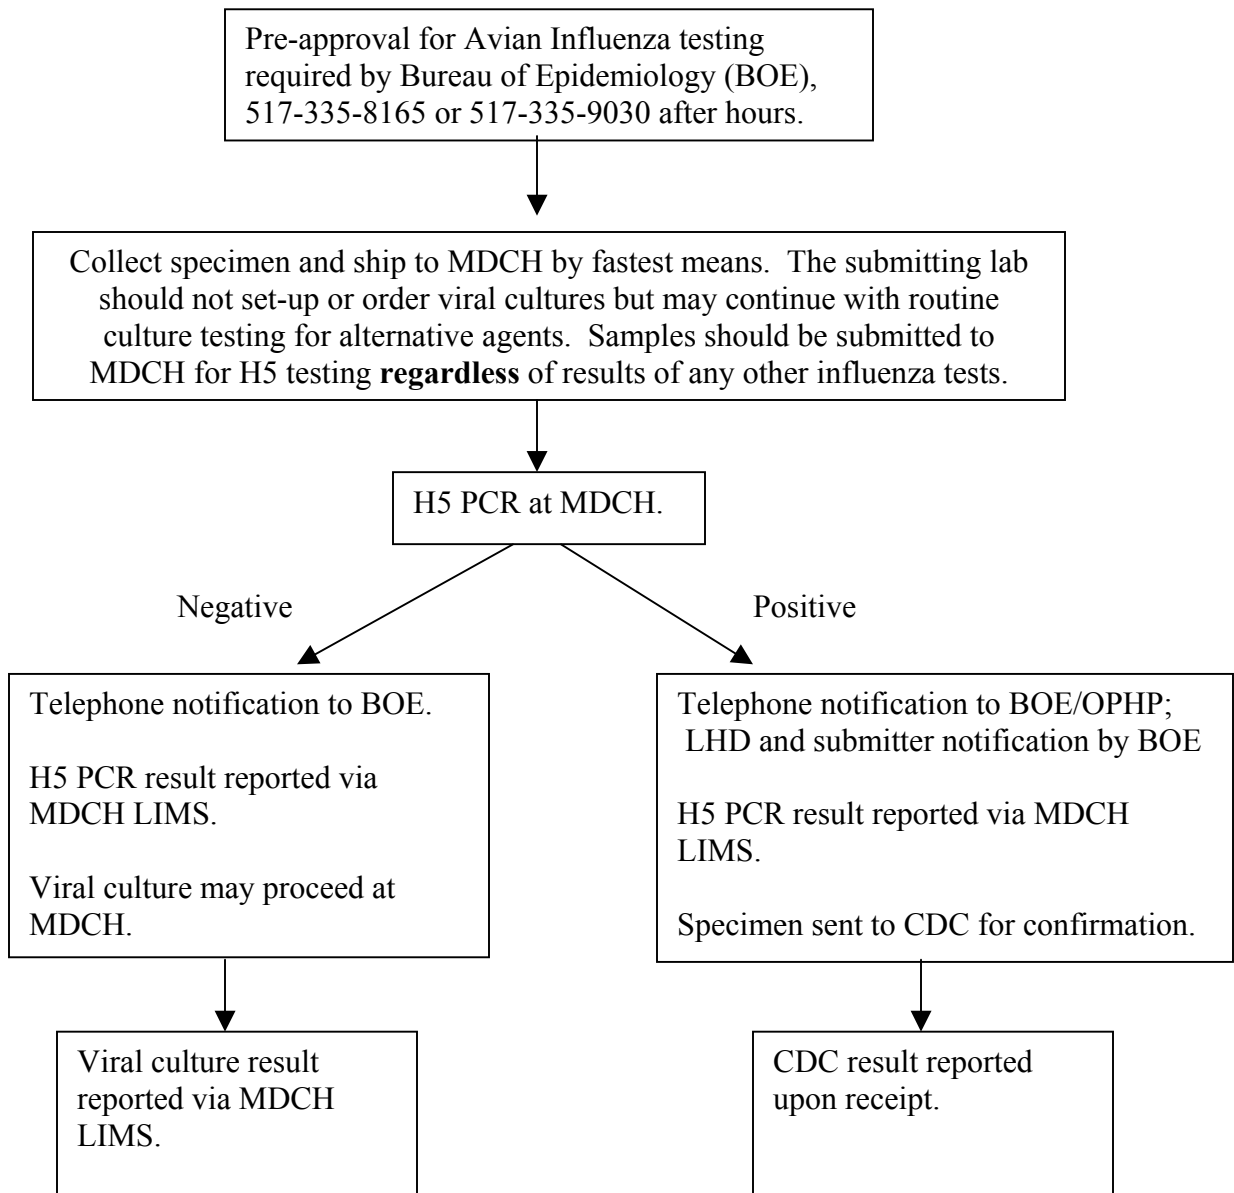 Pre-approval for Avian Influenza testing
required by Bureau of Epidemiology (BOE),
517-335-8165 or 517-335-9030 after hours.
Collect specimen and ship to MDCH by fastest means.  The submitting lab
should not set-up or order viral cultures but may continue with routine
culture testing for alternative agents.  Samples should be submitted to
MDCH for H5 testing regardless of results of any other influenza tests.
H5 PCR at MDCH.
Negative
Positive
Telephone notification to BOE.
H5 PCR result reported via
MDCH LIMS.
Viral culture may proceed at
MDCH.
Telephone notification to BOE/OPHP;
LHD and submitter notification by BOE
H5 PCR result reported via MDCH
LIMS.
Specimen sent to CDC for confirmation.
Viral culture result
reported via MDCH
LIMS.
CDC result reported
upon receipt.